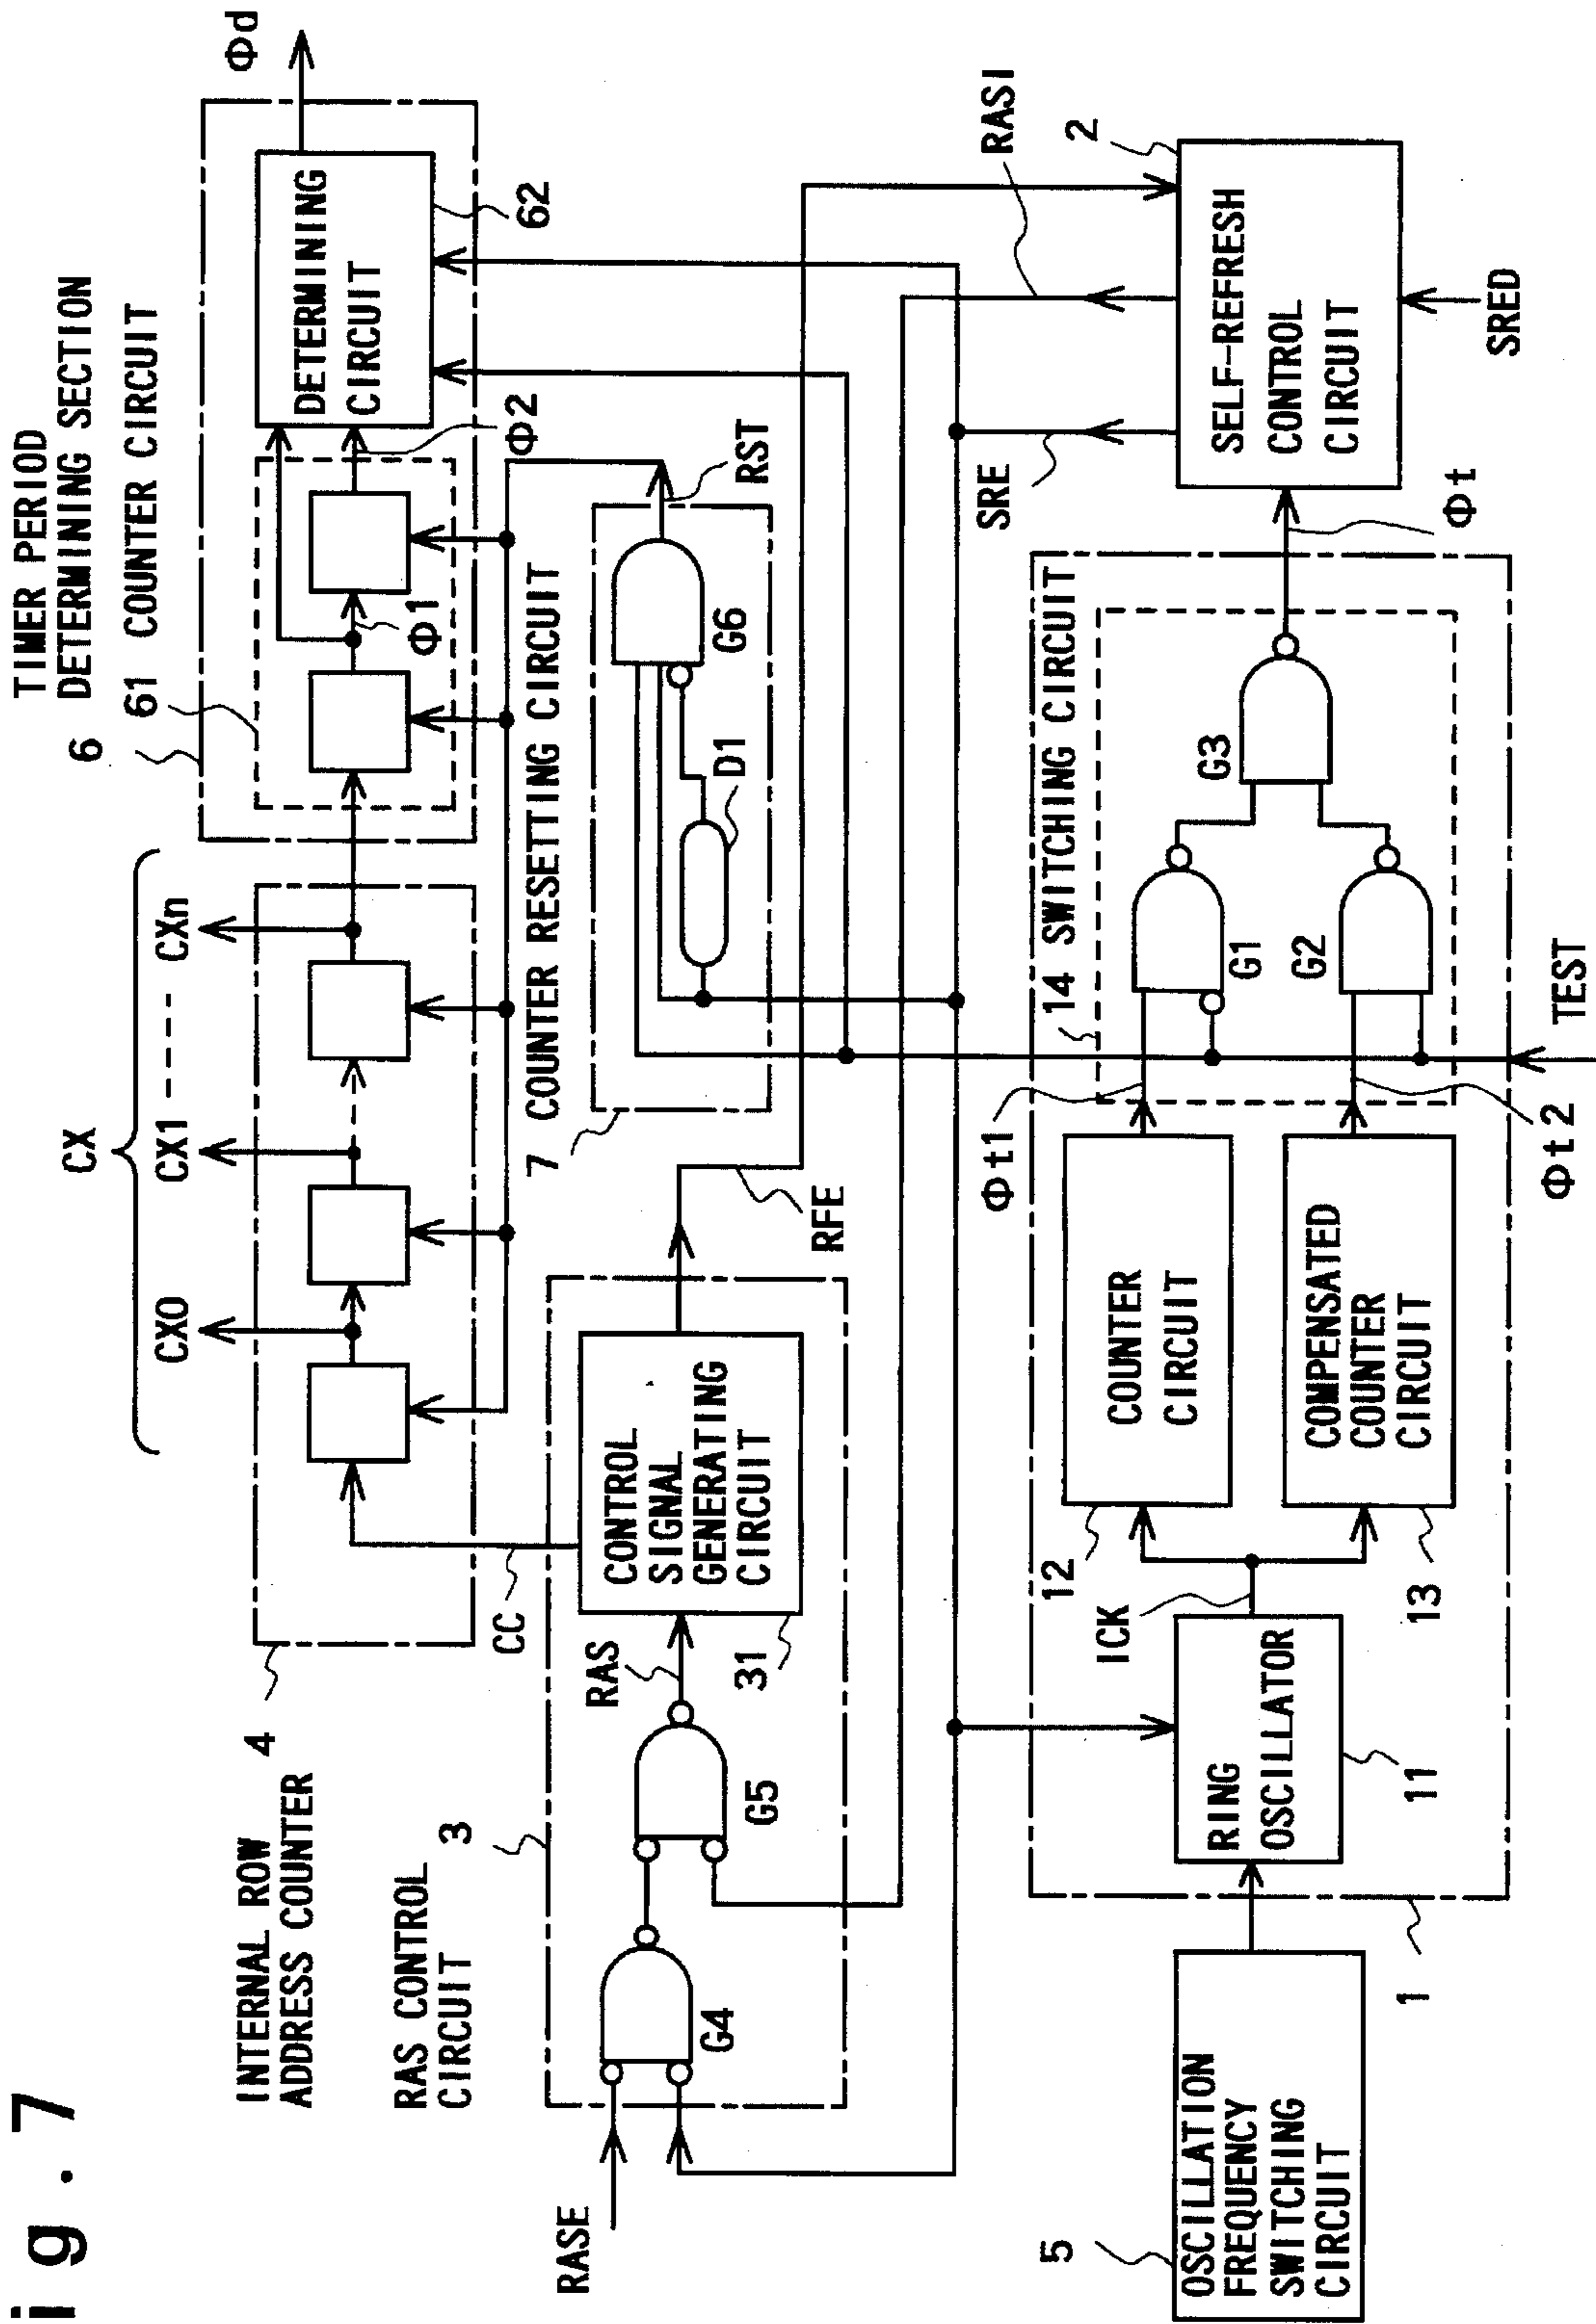 i g . 7
TIMER PERIOD
DETERMINING SECTION
6
61 COUNTER CIRCUIT
Φd
DETERMINING
CIRCUIT
62
Φ1
Φ2
CX
CX0
CX1
CXn
INTERNAL ROW
ADDRESS COUNTER
4
CC
7
COUNTER RESETTING CIRCUIT
D1
G6
RST
RAS CONTROL
CIRCUIT
3
RASE
G4
G5
RAS
CONTROL
SIGNAL
GENERATING
CIRCUIT
31
RFE
RASI
SRE
2
SELF-REFRESH
CONTROL
CIRCUIT
SRED
Φt
5
OSCILLATION
FREQUENCY
SWITCHING
CIRCUIT
1
RING
OSCILLATOR
11
ICK
12
COUNTER
CIRCUIT
13
COMPENSATED
COUNTER
CIRCUIT
Φt1
Φt2
14 SWITCHING CIRCUIT
G1
G2
G3
TEST